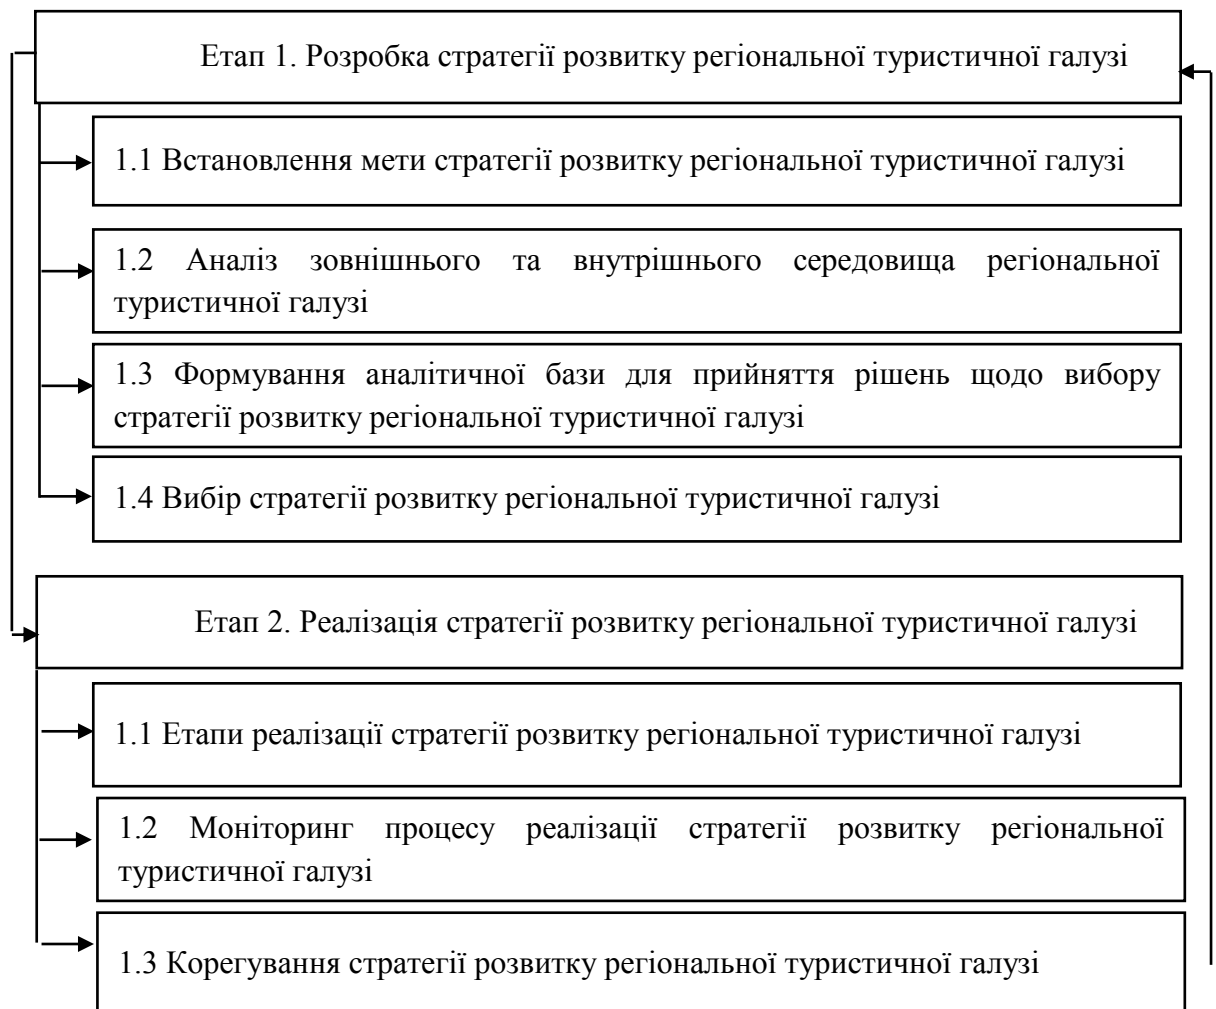 Етап 1. Розробка стратегії розвитку регіональної туристичної галузі
1.1 Встановлення мети стратегії розвитку регіональної туристичної галузі
1.2 Аналіз зовнішнього та внутрішнього середовища регіональної
туристичної галузі
1.3 Формування аналітичної бази для прийняття рішень щодо вибору
стратегії розвитку регіональної туристичної галузі
1.4 Вибір стратегії розвитку регіональної туристичної галузі
Етап 2. Реалізація стратегії розвитку регіональної туристичної галузі
1.1 Етапи реалізації стратегії розвитку регіональної туристичної галузі
1.2 Моніторинг процесу реалізації стратегії розвитку регіональної
туристичної галузі
1.3 Корегування стратегії розвитку регіональної туристичної галузі